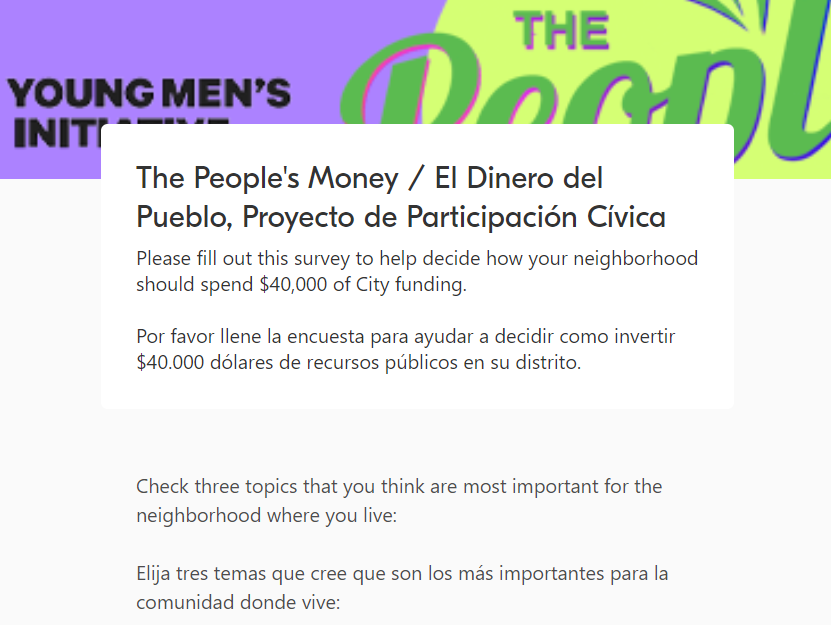 THE
Peopl
YOUNG MEN'S
INITIATIVE
The People's Money / El Dinero del
Pueblo, Proyecto de Participación Cívica
Please fill out this survey to help decide how your neighborhood
should spend $40,000 of City funding.
Por favor llene la encuesta para ayudar a decidir como invertir
$40.000 dólares de recursos públicos en su distrito.
Check three topics that you think are most important for the
neighborhood where you live:
Elija tres temas que cree que son los más importantes para la
comunidad donde vive: